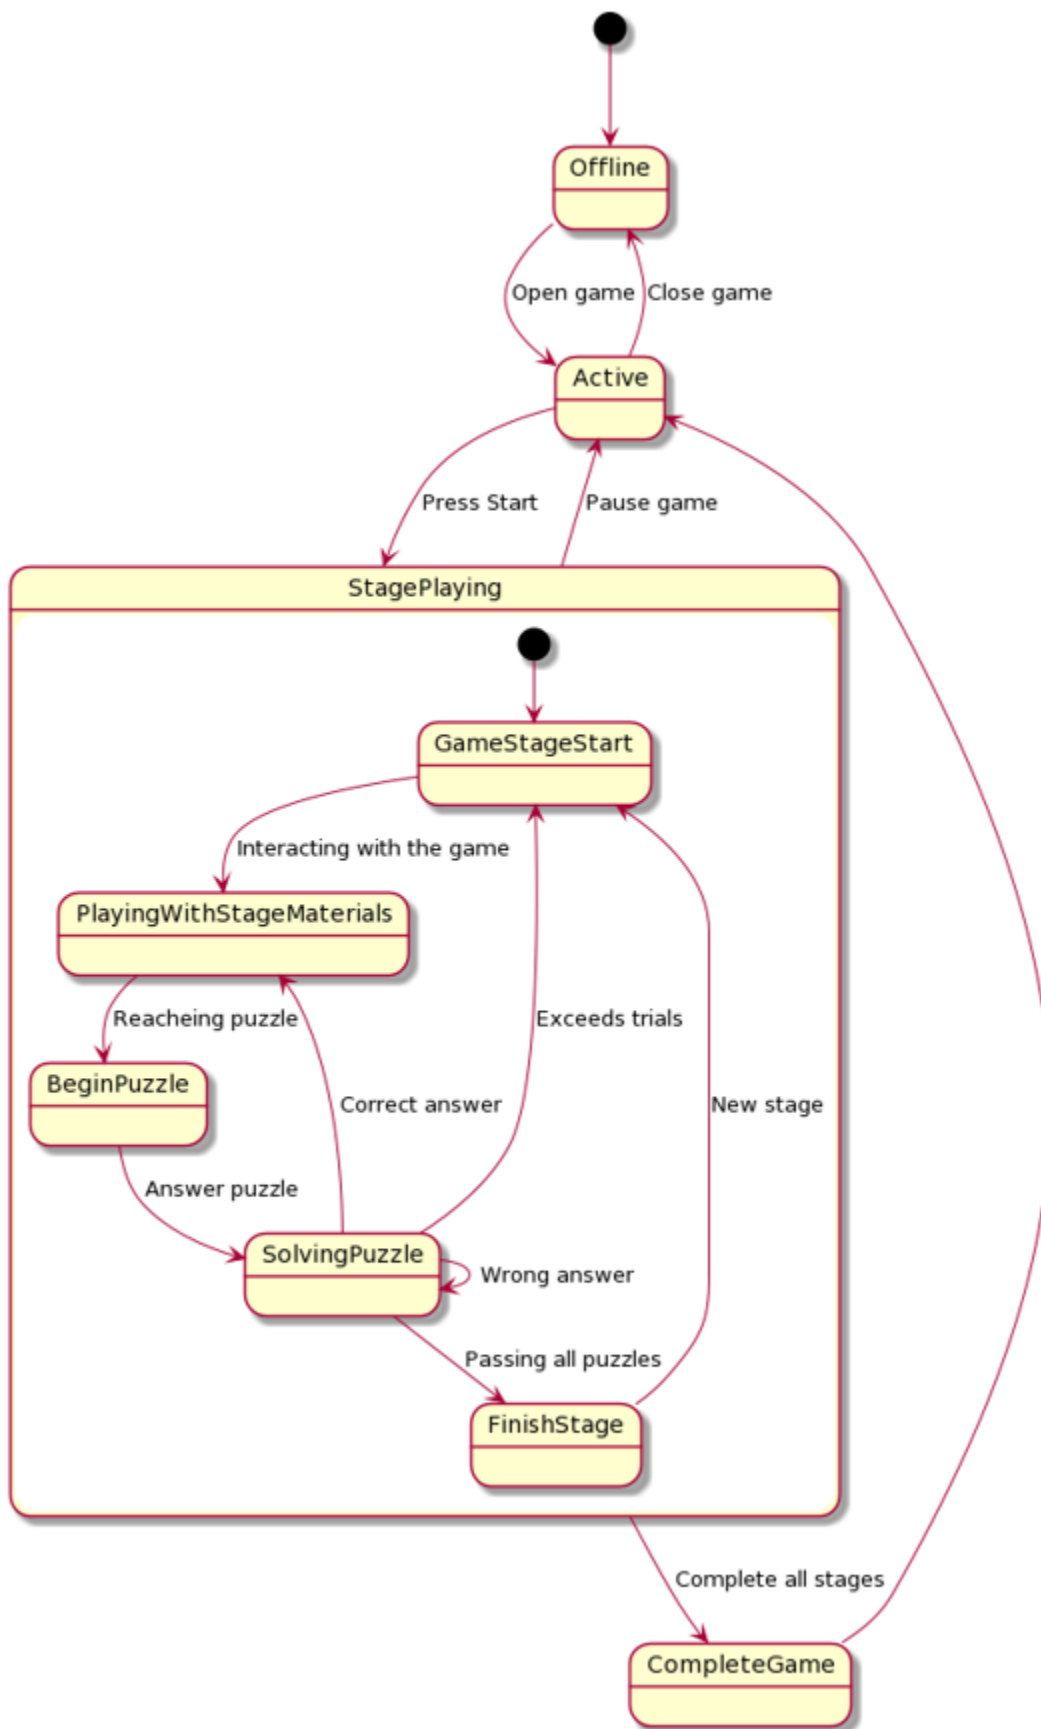 Offline
Open game
Close game
Active
Press Start
Pause game
StagePlaying
GameStageStart
Interacting with the game
PlayingWithStageMaterials
Reacheing puzzle
Exceeds trials
BeginPuzzle
Correct answer
New stage
Answer puzzle
SolvingPuzzle
Wrong answer
Passing all puzzles
FinishStage
Complete all stages
CompleteGame